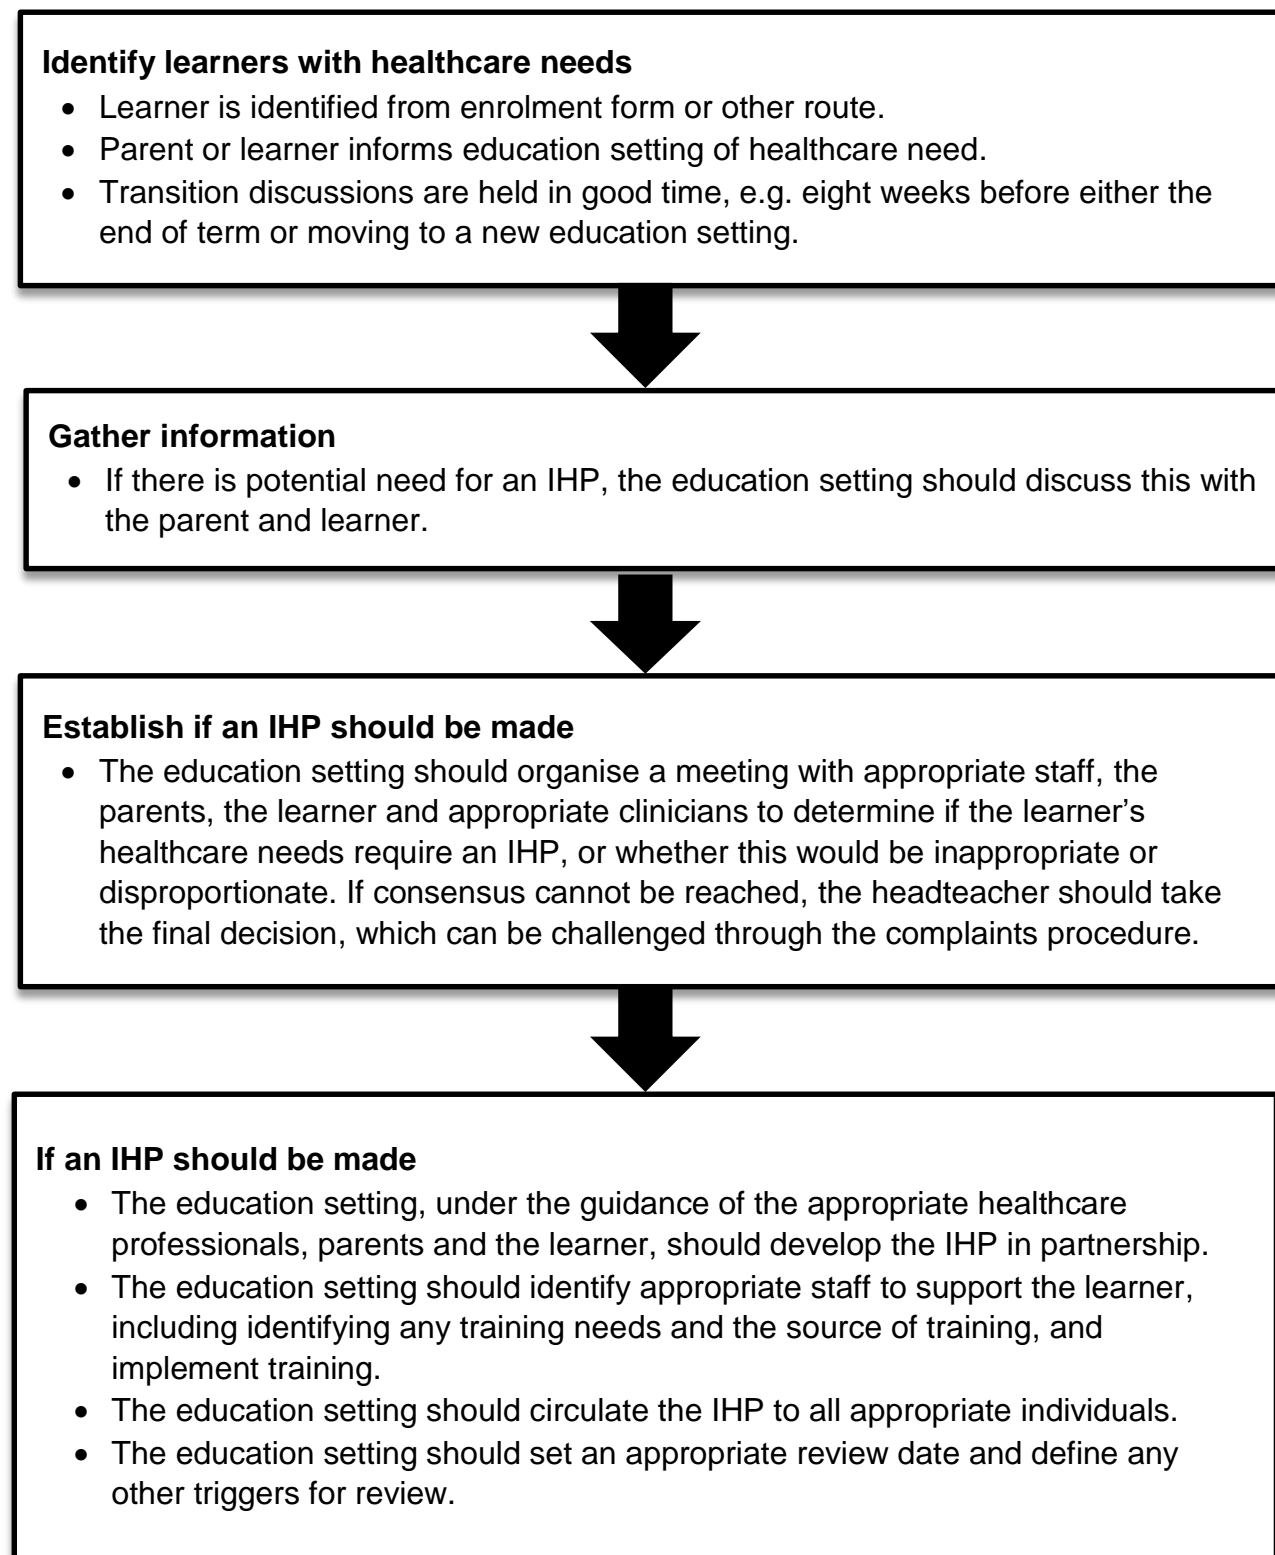 Identify learners with healthcare needs
• Learner is identified from enrolment form or other route.
• Parent or learner informs education setting of healthcare need.
• Transition discussions are held in good time, e.g. eight weeks before either the
end of term or moving to a new education setting.
Gather information
• If there is potential need for an IHP, the education setting should discuss this with
the parent and learner.
Establish if an IHP should be made
• The education setting should organise a meeting with appropriate staff, the
parents, the learner and appropriate clinicians to determine if the learner’s
healthcare needs require an IHP, or whether this would be inappropriate or
disproportionate. If consensus cannot be reached, the headteacher should take
the final decision, which can be challenged through the complaints procedure.
If an IHP should be made
• The education setting, under the guidance of the appropriate healthcare
professionals, parents and the learner, should develop the IHP in partnership.
• The education setting should identify appropriate staff to support the learner,
including identifying any training needs and the source of training, and
implement training.
• The education setting should circulate the IHP to all appropriate individuals.
• The education setting should set an appropriate review date and define any
other triggers for review.